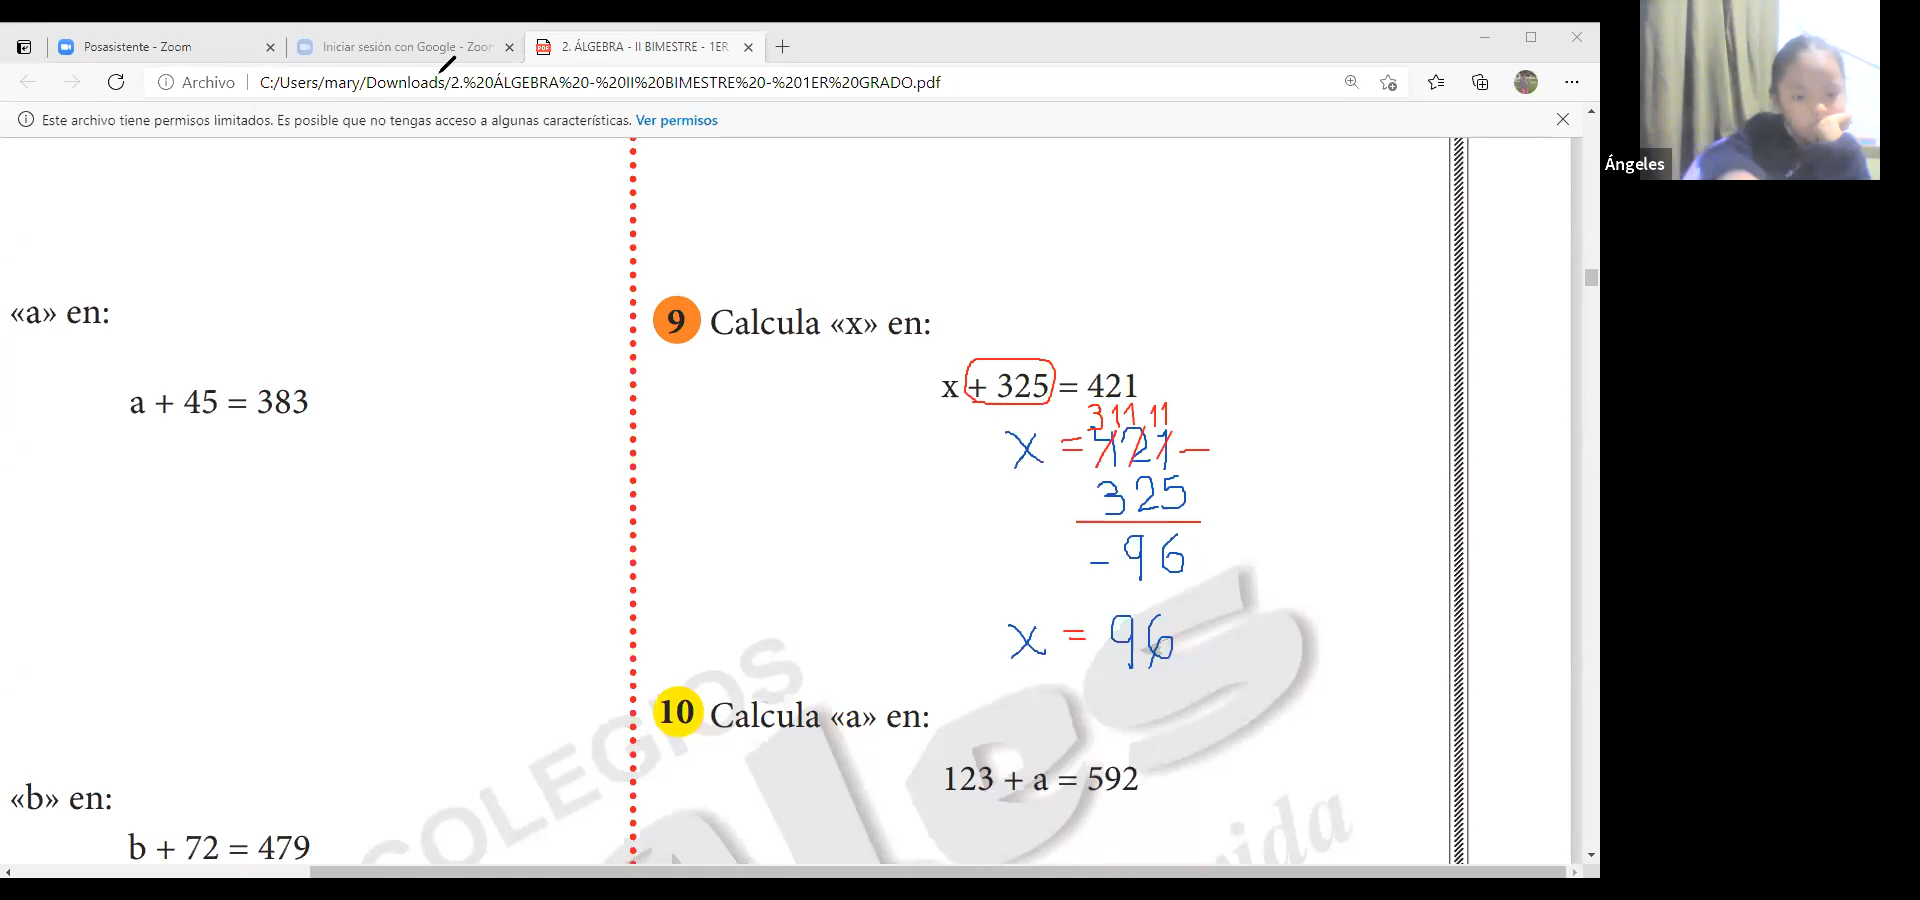 Posasistente - Zoom
Iniciar sesión con Google - Zoom
2. ÁLGEBRA - II BIMESTRE - 1ER
Archivo
C:/Users/mary/Downloads/2.%20ÁLGEBRA%20-%20II%20BIMESTRE%20-%201ER%20GRADO.pdf
Este archivo tiene permisos limitados. Es posible que no tengas acceso a algunas características. Ver permisos
Ángeles
«a» en:
a + 45 = 383
«b» en:
b + 72 = 479
9 Calcula «x» en:
x + 325 = 421
3 11 11
x = 421 -
325
- 96
x = 96
10 Calcula «a» en:
123 + a = 592
COLEGIOS
vida